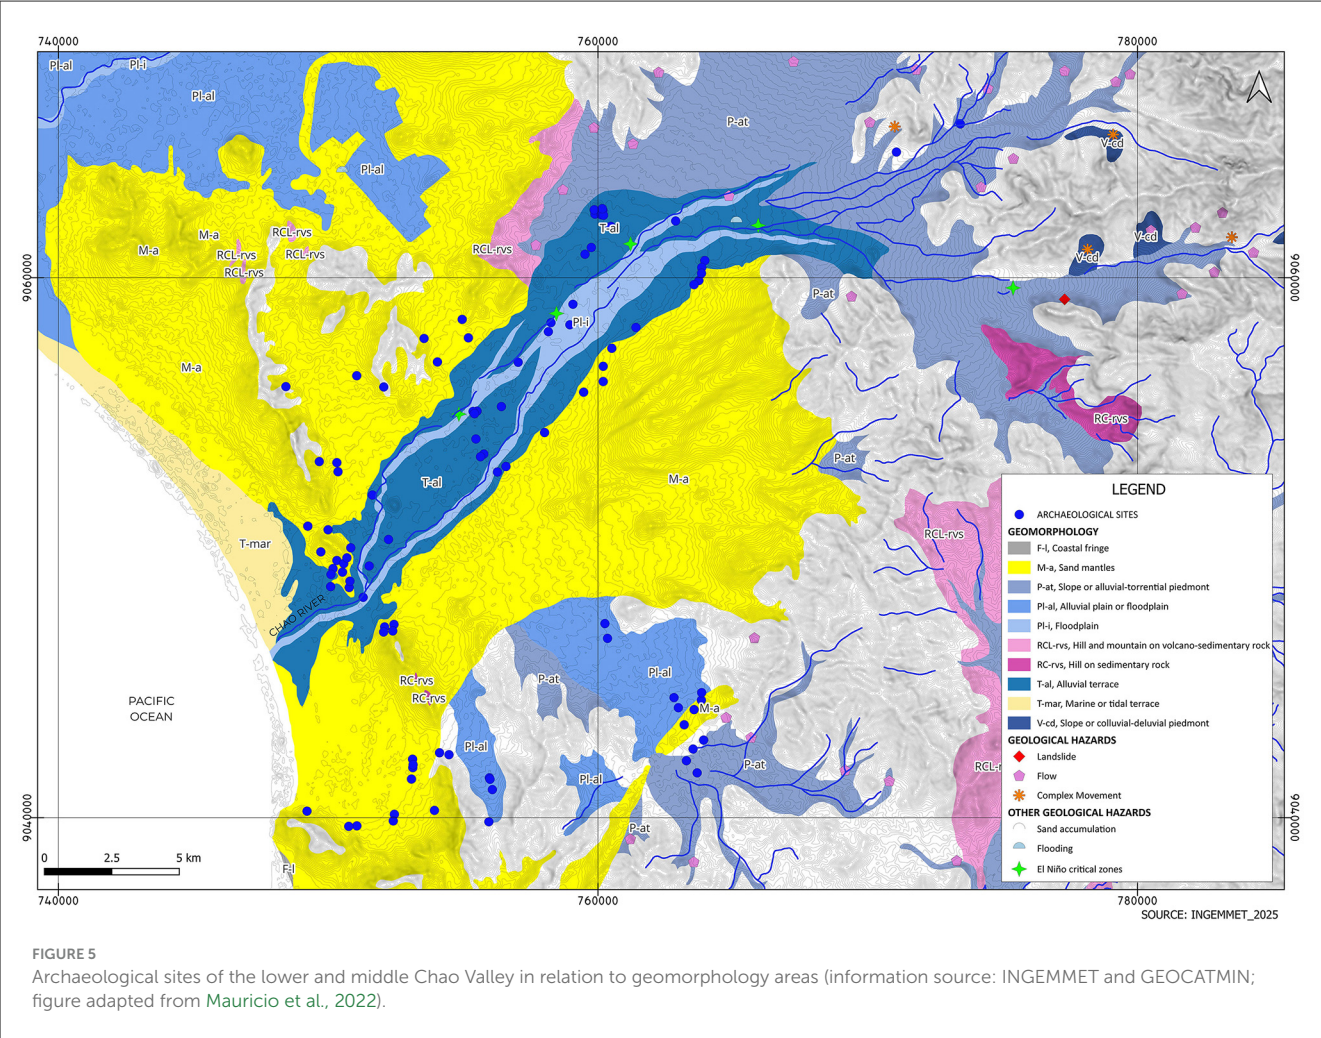 740000
760000
780000
Pl-al
Pl-i
Pl-al
P-at
V-cd
Pl-al
M-a
RCL-rvs
T-al
V-cd
M-a
RCL-rvs
RCL-rvs
RCL-rvs
V-cd
RCL-rvs
9060000
9060000
P-at
Pl-i
M-a
RC-rvs
P-at
M-a
T-al
RCL-rvs
T-mar
CHAO RIVER
PACIFIC
OCEAN
RC-rvs
RC-rvs
P-at
Pl-al
M-a
Pl-al
P-at
RCL-r
Pl-al
P-at
9040000
9040000
F-l
0 2.5 5 km
LEGEND
ARCHAEOLOGICAL SITES
GEOMORPHOLOGY
F-l, Coastal fringe
M-a, Sand mantles
P-at, Slope or alluvial-torrential piedmont
Pl-al, Alluvial plain or floodplain
Pl-i, Floodplain
RCL-rvs, Hill and mountain on volcano-sedimentary rock
RC-rvs, Hill on sedimentary rock
T-al, Alluvial terrace
T-mar, Marine or tidal terrace
V-cd, Slope or colluvial-deluvial piedmont
GEOLOGICAL HAZARDS
Landslide
Flow
Complex Movement
OTHER GEOLOGICAL HAZARDS
Sand accumulation
Flooding
El Niño critical zones
740000
760000
780000
SOURCE: INGEMMET_2025
FIGURE 5
Archaeological sites of the lower and middle Chao Valley in relation to geomorphology areas (information source: INGEMMET and GEOCATMIN;
figure adapted from Mauricio et al., 2022).